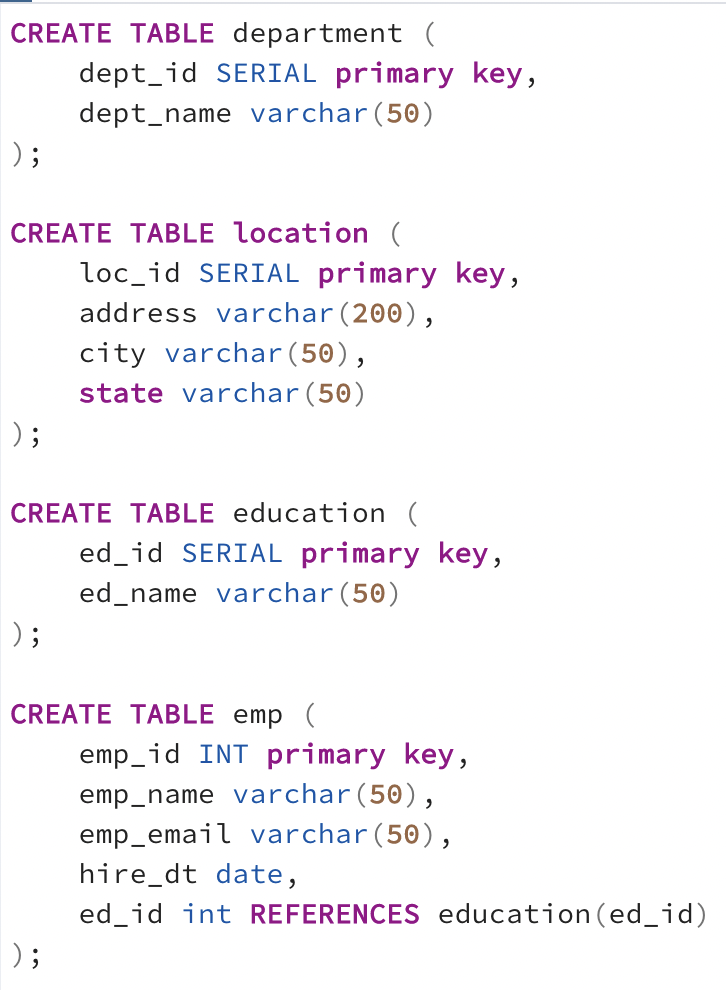 CREATE TABLE department (
    dept_id SERIAL primary key,
    dept_name varchar(50)
);

CREATE TABLE location (
    loc_id SERIAL primary key,
    address varchar(200),
    city varchar(50),
    state varchar(50)
);

CREATE TABLE education (
    ed_id SERIAL primary key,
    ed_name varchar(50)
);

CREATE TABLE emp (
    emp_id INT primary key,
    emp_name varchar(50),
    emp_email varchar(50),
    hire_dt date,
    ed_id int REFERENCES education(ed_id)
);